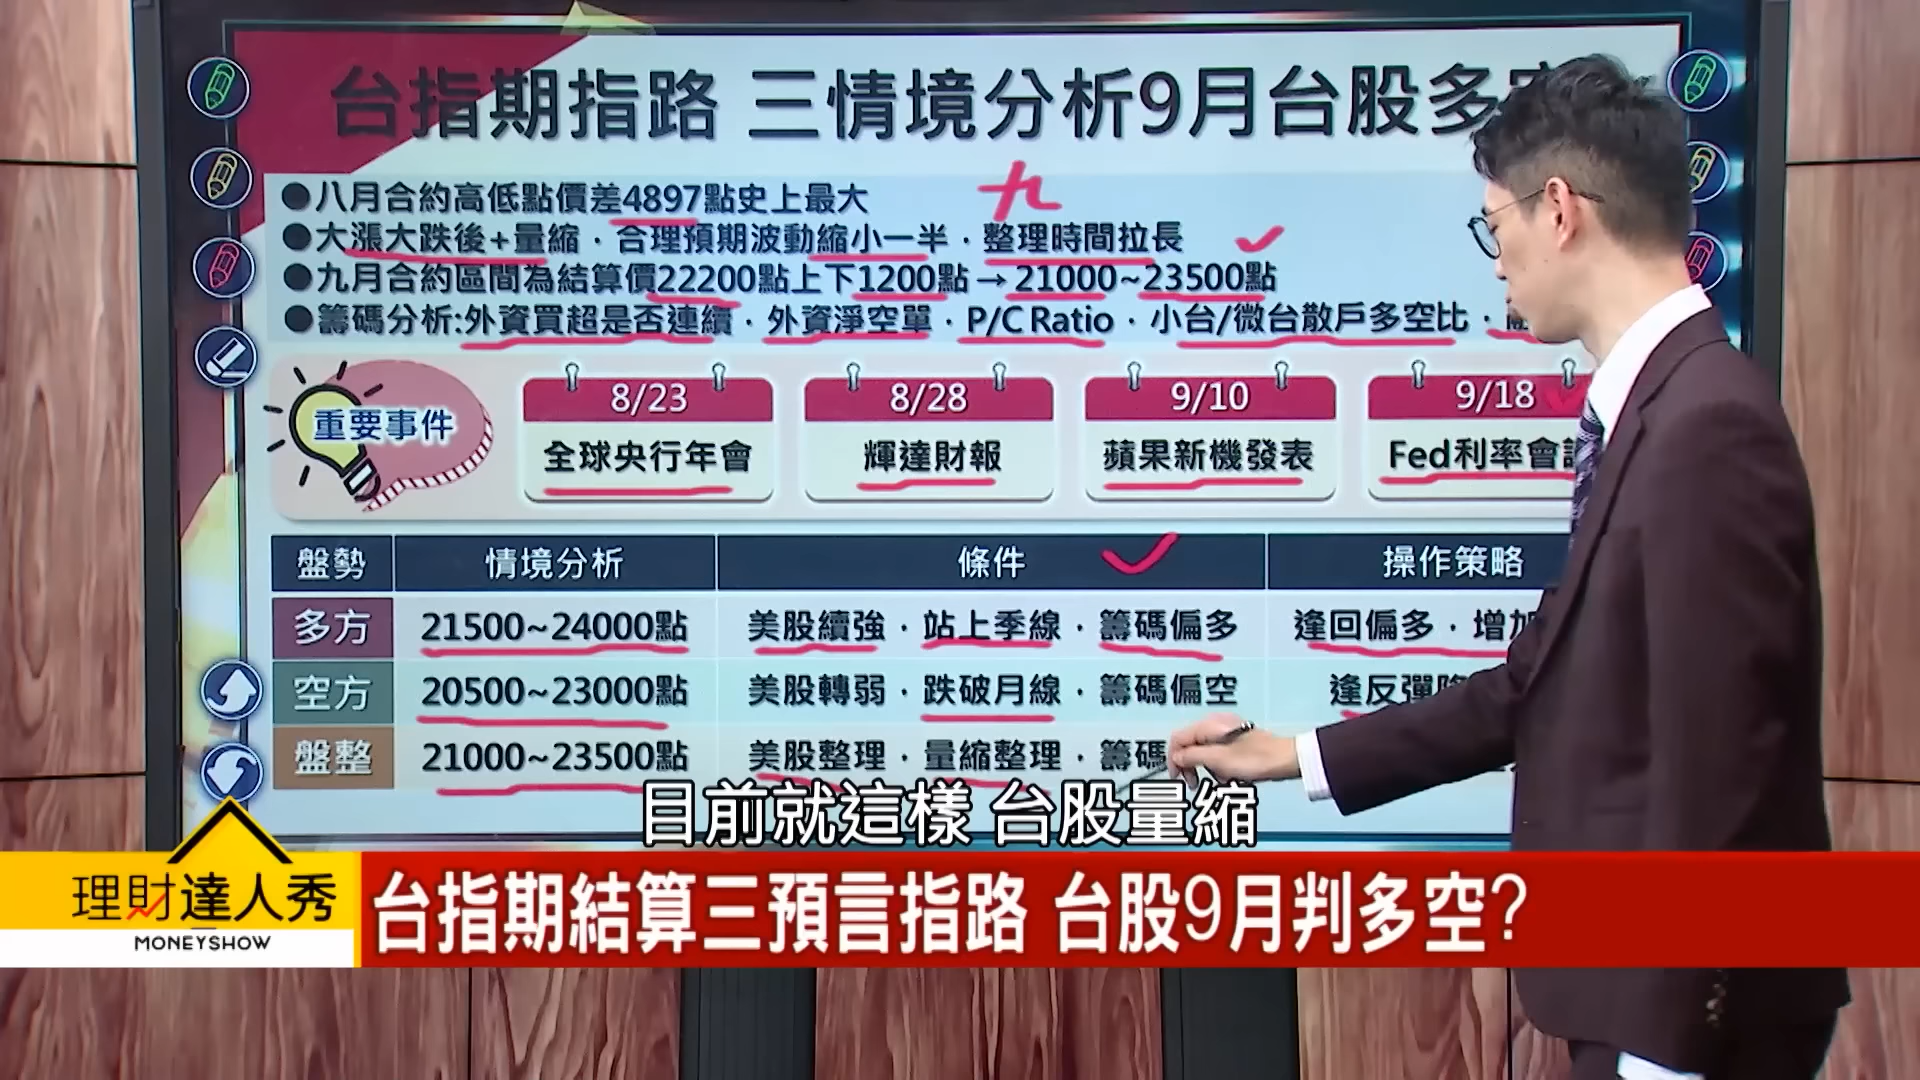 台指期指路 三情境分析9月台股多
九
●八月合約高低點價差4897點史上最大
●大漲大跌後+量縮．合理預期波動縮小一半．整理時間拉長
●九月合約區間為結算價22200點上下1200點→21000~23500點
●籌碼分析:外資買超是否連續．外資淨空單．P/C Ratio．小台/微台散戶多空比．
重要事件
8/23
全球央行年會
8/28
輝達財報
9/10
蘋果新機發表
9/18
Fed利率會
盤勢 情境分析 條件 操作策略
多方 21500~24000點 美股續強．站上季線．籌碼偏多 逢回偏多．增加
空方 20500~23000點 美股轉弱．跌破月線．籌碼偏空 逢反彈
盤整 21000~23500點 美股整理．量縮整理．籌碼
目前就這樣 台股量縮
理財達人秀
MONEYSHOW
台指期結算三預言指路 台股9月判多空?